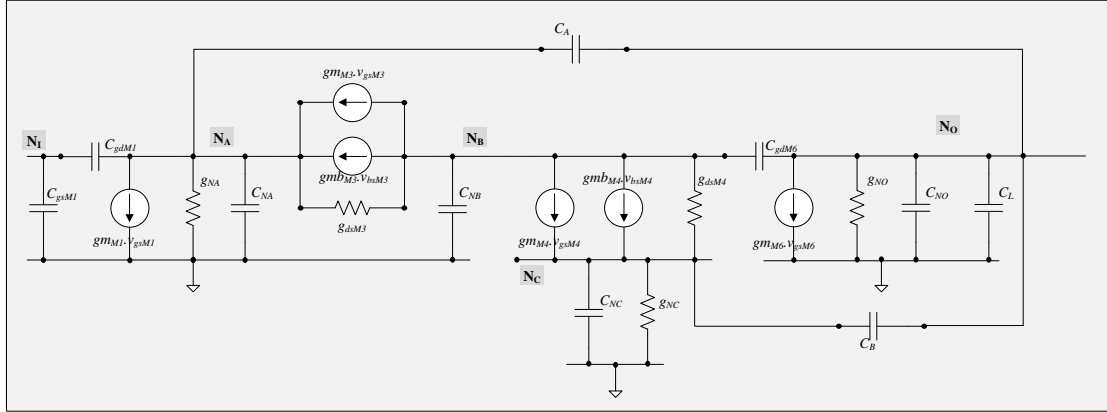 C_A
gm_M3.v_gsM3
N_I
C_gdM1
N_A
N_B
C_gdM6
N_O
gmb_M3.v_bsM3
C_gsM1
g_NA
C_NA
C_NB
gmb_M4.v_bsM4
g_dsM4
g_NO
C_NO
C_L
gm_M1.v_gsM1
g_dsM3
gm_M4.v_gsM4
gm_M6.v_gsM6
N_C
C_NC
g_NC
C_B